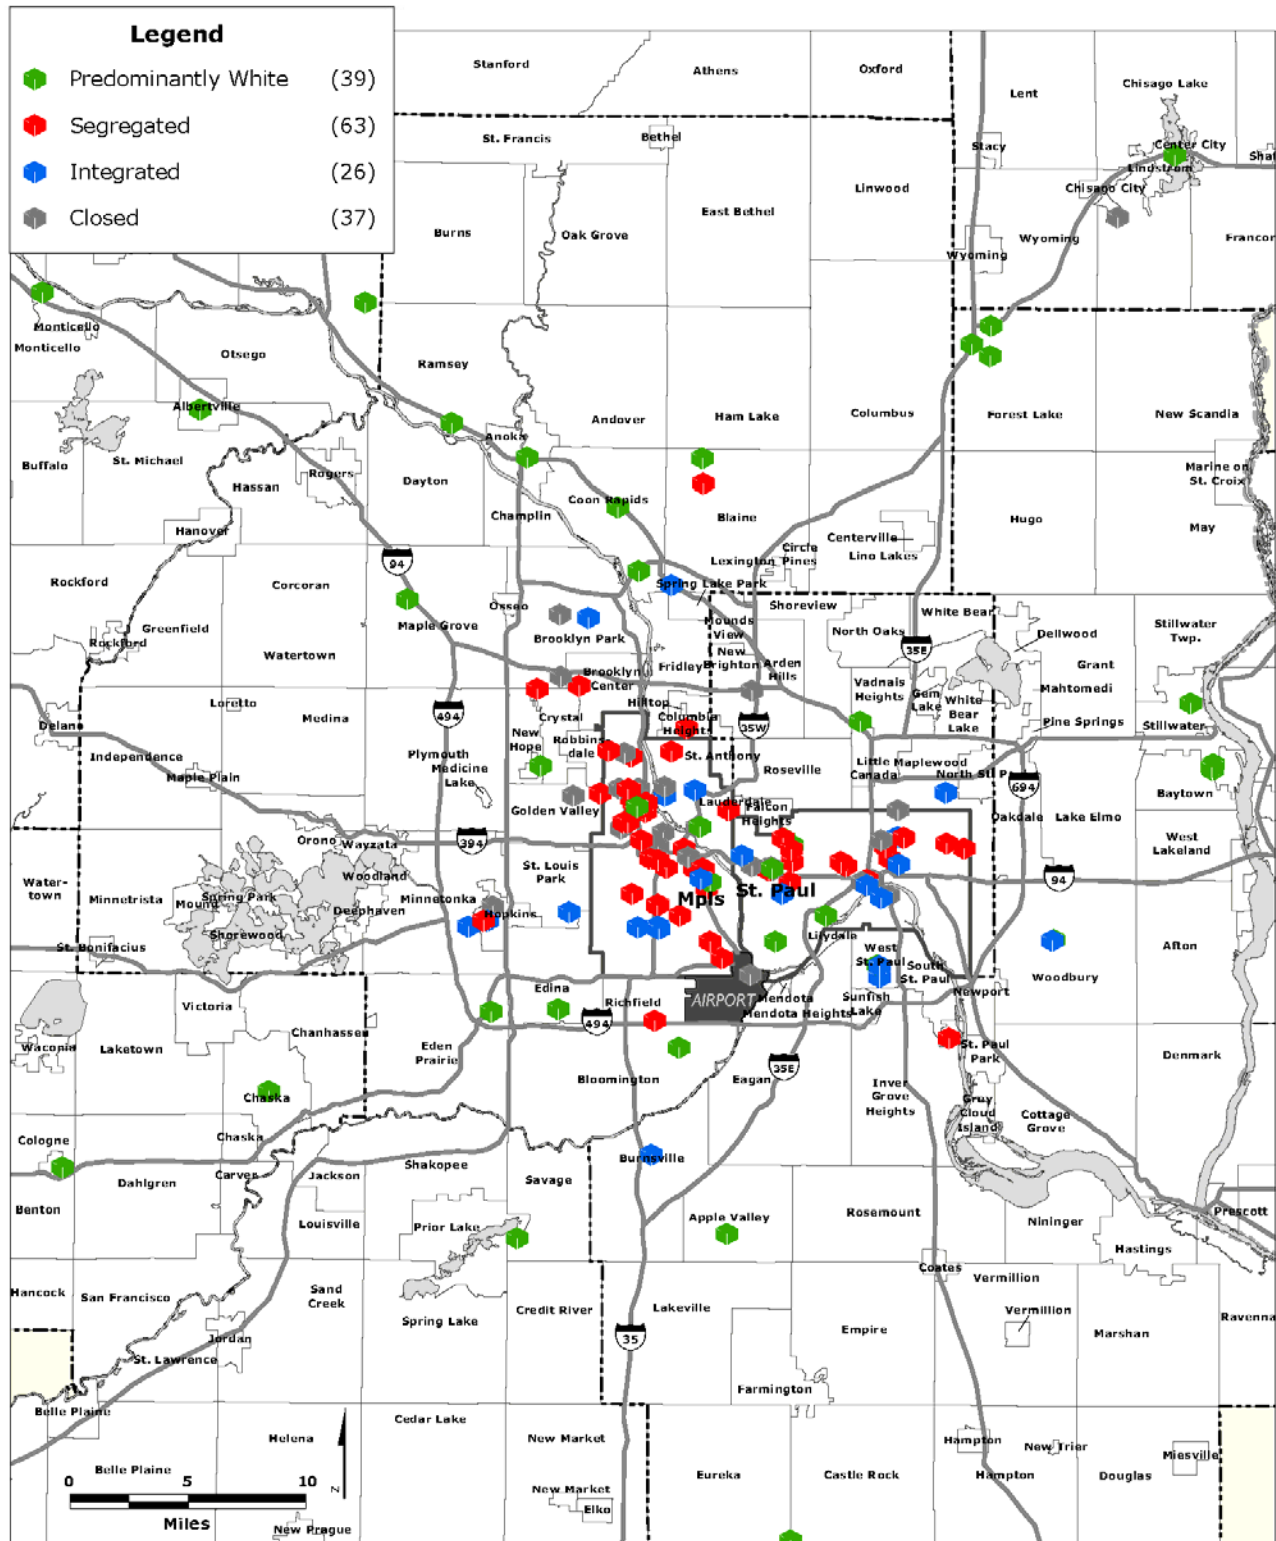 Legend
Predominantly White (39)
Segregated (63)
Integrated (26)
Closed (37)
Stanford
Athens
Oxford
Lent
Chisago Lake
St. Francis
Bethel
Stacy
Center City
Lindstrom
Chisago City
Linwood
East Bethel
Burns
Oak Grove
Wyoming
Wyoming
Monticello
Monticello
Otsego
Ramsey
Albertville
Andover
Ham Lake
Columbus
Forest Lake
New Scandia
Anoka
Buffalo
St. Michael
Rogers
Hassan
Dayton
Coon Rapids
Champlin
Blaine
Marine on
St. Croix
Hugo
May
Hanover
Centerville
Lino Lakes
Circle
Pines
Lexington
94
Rockford
Corcoran
Spring Lake Park
Osseo
Maple Grove
Brooklyn Park
Shoreview
White Bear
Mounds
View
North Oaks
Dellwood
Stillwater
Twp.
Greenfield
Rockford
Watertown
35E
New
Brighton
Arden
Hills
Fridley
Grant
Brooklyn
Center
Vadnais
Heights
Gem
Lake
White
Bear
Lake
Mahtomedi
Pine Springs
Stillwater
Loretto
Medina
494
Hilltop
Columbia
Heights
35W
Crystal
New
Hope
Robbins-
dale
Delano
Independence
Maple Plain
Plymouth
Medicine
Lake
St. Anthony
Roseville
Little
Canada
Maplewood
North St. P
694
Baytown
Golden Valley
Lauderdale
Falcon
Heights
Oakdale
Lake Elmo
West
Lakeland
Orono
Wayzata
394
Woodland
St. Louis
Park
Water-
town
Minnetrista
Mound
Spring Park
Shorewood
Deephaven
Minnetonka
Hopkins
Mpls
St. Paul
94
St. Bonifacius
Lilydale
West
St. Paul
South
St. Paul
Woodbury
Afton
Victoria
Edina
Richfield
AIRPORT
Mendota
Mendota Heights
Sunfish
Lake
Newport
Waconia
Laketown
Chanhassen
Eden
Prairie
494
St. Paul
Park
Denmark
Bloomington
35E
Eagan
Inver
Grove
Heights
Chaska
Grey
Cloud
Island
Cottage
Grove
Cologne
Chaska
Carver
Dahlgren
Jackson
Shakopee
Savage
Burnsville
Benton
Louisville
Prior Lake
Apple Valley
Rosemount
Nininger
Prescott
Hastings
Hancock
San Francisco
Sand
Creek
Spring Lake
Credit River
Lakeville
Coates
Vermillion
Vermillion
Empire
Marshan
Ravenna
35
Jordan
St. Lawrence
Farmington
Belle Plaine
Cedar Lake
Helena
New Market
Hampton
New Trier
Miesville
Belle Plaine
Eureka
Castle Rock
Hampton
Douglas
0 5 10
Miles
N
New Market
Elko
New Prague